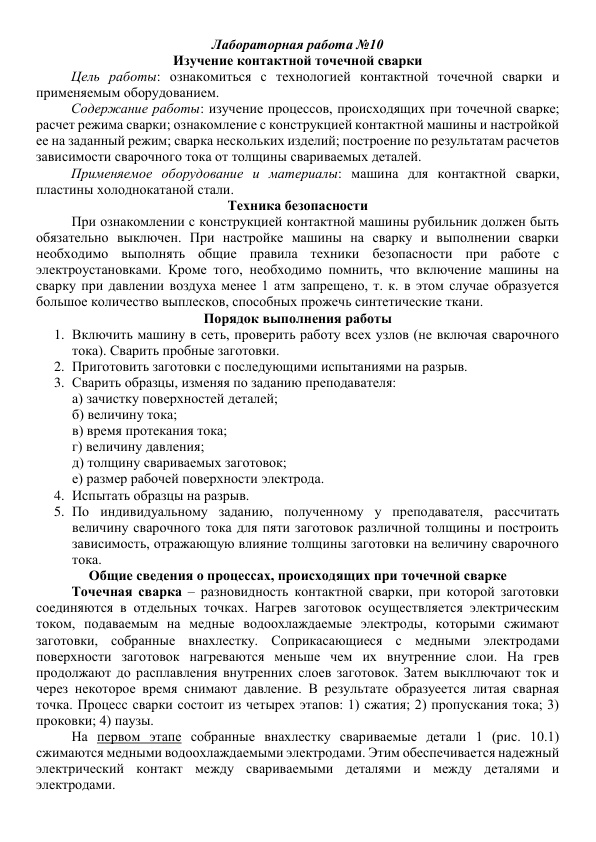 Лабораторная работа №10
Изучение контактной точечной сварки
Цель работы: ознакомиться с технологией контактной точечной сварки и
применяемым оборудованием.
Содержание работы: изучение процессов, происходящих при точечной сварке;
расчет режима сварки; ознакомление с конструкцией контактной машины и настройкой
ее на заданный режим; сварка нескольких изделий; построение по результатам расчетов
зависимости сварочного тока от толщины свариваемых деталей.
Применяемое оборудование и материалы: машина для контактной сварки,
пластины холоднокатаной стали.
Техника безопасности
При ознакомлении с конструкцией контактной машины рубильник должен быть
обязательно выключен. При настройке машины на сварку и выполнении сварки
необходимо выполнять общие правила техники безопасности при работе с
электроустановками. Кроме того, необходимо помнить, что включение машины на
сварку при давлении воздуха менее 1 атм запрещено, т. к. в этом случае образуется
большое количество выплесков, способных прожечь синтетические ткани.
Порядок выполнения работы
1. Включить машину в сеть, проверить работу всех узлов (не включая сварочного
тока). Сварить пробные заготовки.
2. Приготовить заготовки с последующими испытаниями на разрыв.
3. Сварить образцы, изменяя по заданию преподавателя:
а) зачистку поверхностей деталей;
б) величину тока;
в) время протекания тока;
г) величину давления;
д) толщину свариваемых заготовок;
е) размер рабочей поверхности электрода.
4. Испытать образцы на разрыв.
5. По индивидуальному заданию, полученному у преподавателя, рассчитать
величину сварочного тока для пяти заготовок различной толщины и построить
зависимость, отражающую влияние толщины заготовки на величину сварочного
тока.
Общие сведения о процессах, происходящих при точечной сварке
Точечная сварка – разновидность контактной сварки, при которой заготовки
соединяются в отдельных точках. Нагрев заготовок осуществляется электрическим
током, подаваемым на медные водоохлаждаемые электроды, которыми сжимают
заготовки, собранные внахлестку. Соприкасающиеся с медными электродами
поверхности заготовок нагреваются меньше чем их внутренние слои. На грев
продолжают до расплавления внутренних слоев заготовок. Затем выкллючают ток и
через некоторое время снимают давление. В результате образуеется литая сварная
точка. Процесс сварки состоит из четырех этапов: 1) сжатия; 2) пропускания тока; 3)
проковки; 4) паузы.
На первом этапе собранные внахлестку свариваемые детали 1 (рис. 10.1)
сжимаются медными водоохлаждаемыми электродами. Этим обеспечивается надежный
электрический контакт между свариваемыми деталями и между деталями и
электродами.